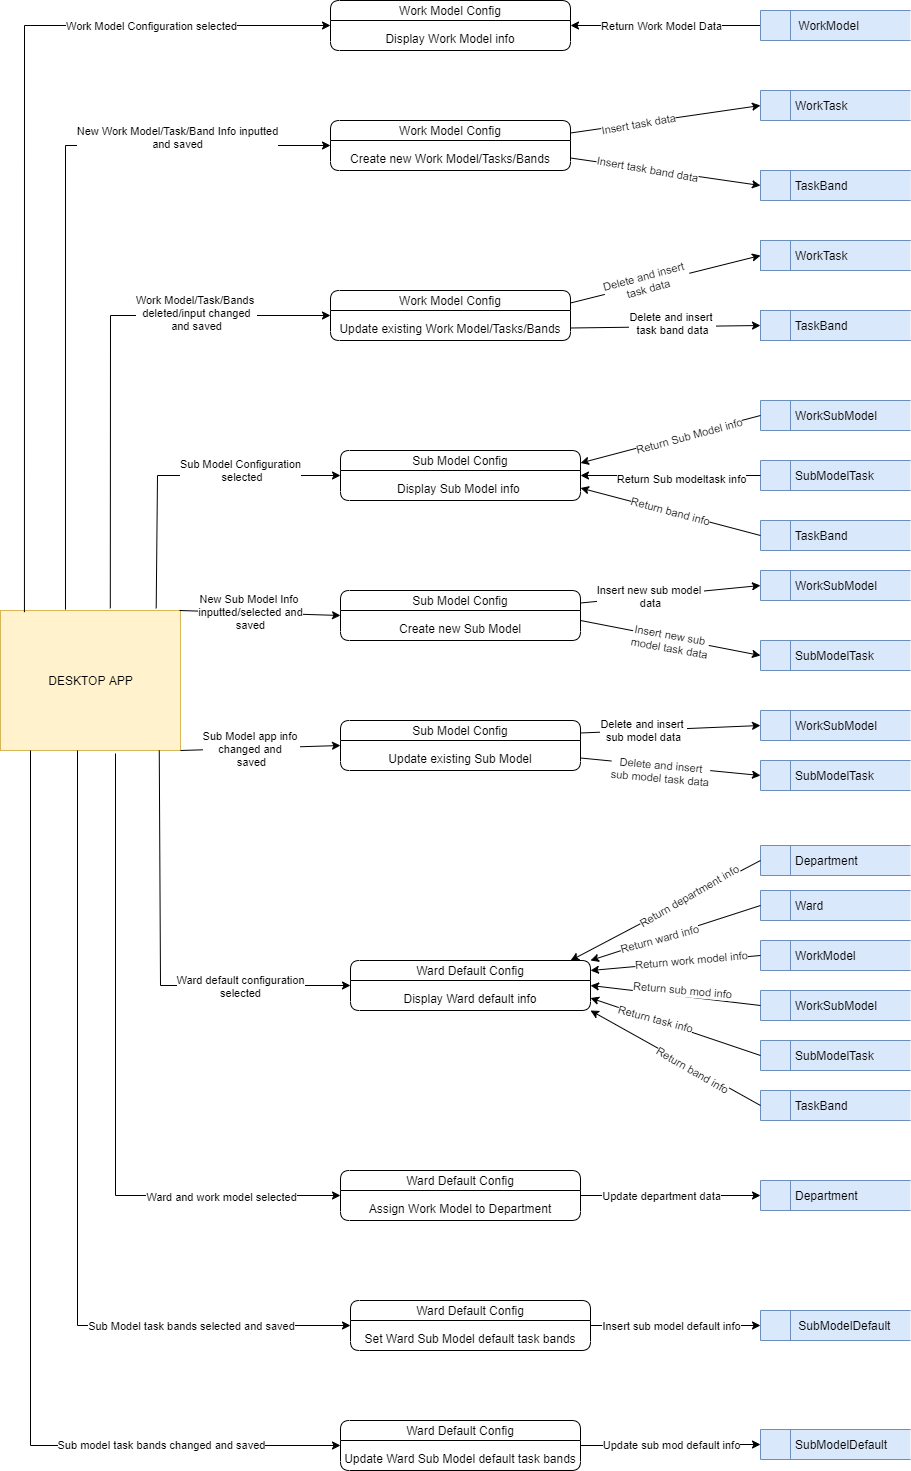 Work Model Config
Work Model Configuration selected
Display Work Model info
Return Work Model Data
WorkModel
New Work Model/Task/Band Info inputted
and saved
Work Model Config
Create new Work Model/Tasks/Bands
Insert task data
WorkTask
Insert task band data
TaskBand
Work Model/Task/Bands
deleted/input changed
and saved
Work Model Config
Update existing Work Model/Tasks/Bands
Delete and insert
task data
WorkTask
Delete and insert
task band data
TaskBand
Sub Model Configuration
selected
Sub Model Config
Display Sub Model info
Return Sub Model info
WorkSubModel
Return Sub modeltask info
SubModelTask
Return band info
TaskBand
New Sub Model Info
inputted/selected and
saved
Sub Model Config
Create new Sub Model
Insert new sub model
data
WorkSubModel
Insert new sub
model task data
SubModelTask
DESKTOP APP
Sub Model app info
changed and
saved
Sub Model Config
Update existing Sub Model
Delete and insert
sub model data
WorkSubModel
Delete and insert
sub model task data
SubModelTask
Ward default configuration
selected
Ward Default Config
Display Ward default info
Return department info
Department
Return ward info
Ward
Return work model info
WorkModel
Return sub mod info
WorkSubModel
Return task info
SubModelTask
Return band info
TaskBand
Ward and work model selected
Ward Default Config
Assign Work Model to Department
Update department data
Department
Sub Model task bands selected and saved
Ward Default Config
Set Ward Sub Model default task bands
Insert sub model default info
SubModelDefault
Sub model task bands changed and saved
Ward Default Config
Update Ward Sub Model default task bands
Update sub mod default info
SubModelDefault